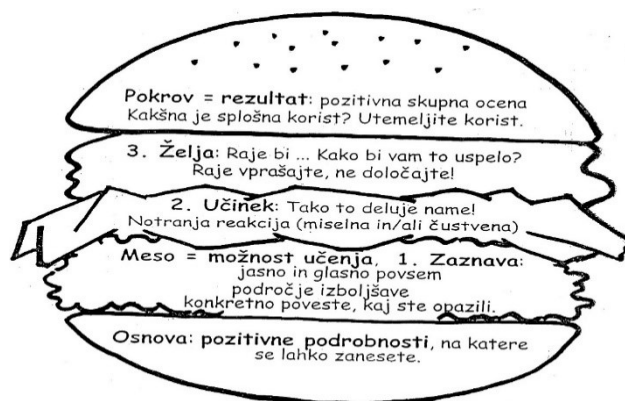 Pokrov = rezultat: pozitivna skupna ocena
Kakšna je splošna korist? Utemeljite korist.
3. Želja: Raje bi ... Kako bi vam to uspelo?
Raje vprašajte, ne določajte!
2. Učinek: Tako to deluje name!
Notranja reakcija (miselna in/ali čustvena)
Meso = možnost učenja, 1. Zaznava:
jasno in glasno povsem
področje izboljšave
konkretno poveste, kaj ste opazili.
Osnova: pozitivne podrobnosti, na katere
se lahko zanesete.